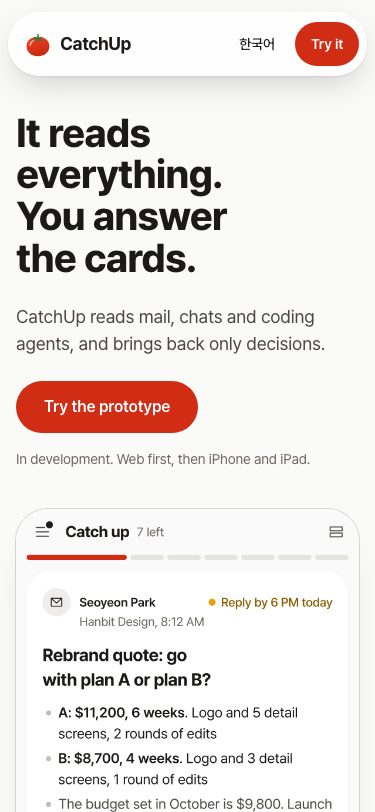 CatchUp
한국어
Try it
It reads
everything.
You answer
the cards.
CatchUp reads mail, chats and coding
agents, and brings back only decisions.
Try the prototype
In development. Web first, then iPhone and iPad.
Catch up 7 left
Seoyeon Park
Reply by 6 PM today
Hanbit Design, 8:12 AM
Rebrand quote: go
with plan A or plan B?
A: $11,200, 6 weeks. Logo and 5 detail
screens, 2 rounds of edits
B: $8,700, 4 weeks. Logo and 3 detail
screens, 1 round of edits
The budget set in October is $9,800. Launch